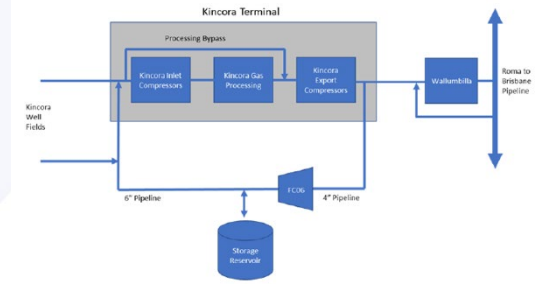 Kincora Terminal
Processing Bypass
Kincora Inlet
Compressors
Kincora Gas
Processing
Kincora
Export
Compressors
Wallumbilla
Roma to
Brisbane
Pipeline
Kincora
Well
Fields
6" Pipeline
FC06
4" Pipeline
Storage
Reservoir